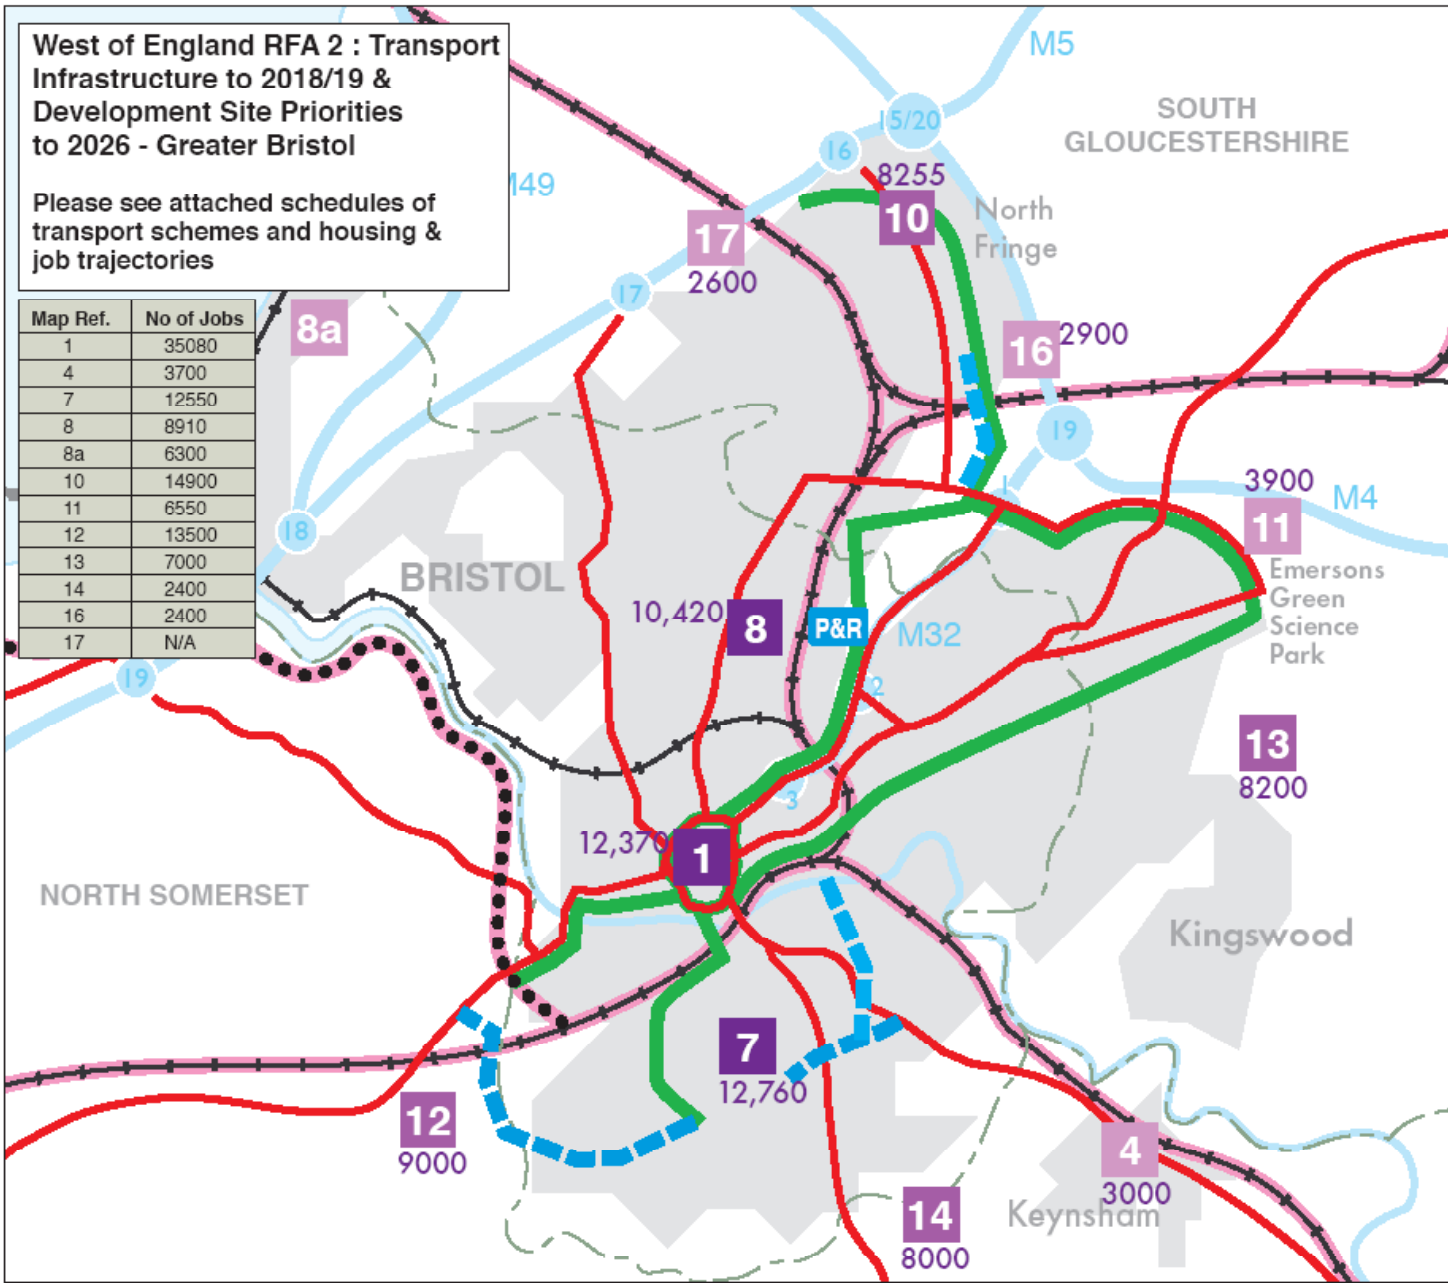 West of England RFA 2 : Transport
Infrastructure to 2018/19 &
Development Site Priorities
to 2026 - Greater Bristol
Please see attached schedules of
transport schemes and housing &
job trajectories
Map Ref. No of Jobs
1 35080
4 3700
7 12550
8 8910
8a 6300
10 14900
11 6550
12 13500
13 7000
14 2400
16 2400
17 N/A
M5
SOUTH
GLOUCESTERSHIRE
15/20
16
8255
10
North
Fringe
M49
17
2600
17
8a
16 2900
19
1
3900
11
M4
18
BRISTOL
Emersons
Green
Science
Park
10,420 8
P&R
M32
2
19
13
8200
3
12,370 1
NORTH SOMERSET
Kingswood
7
12,760
12
9000
4
3000
14
8000
Keynsham